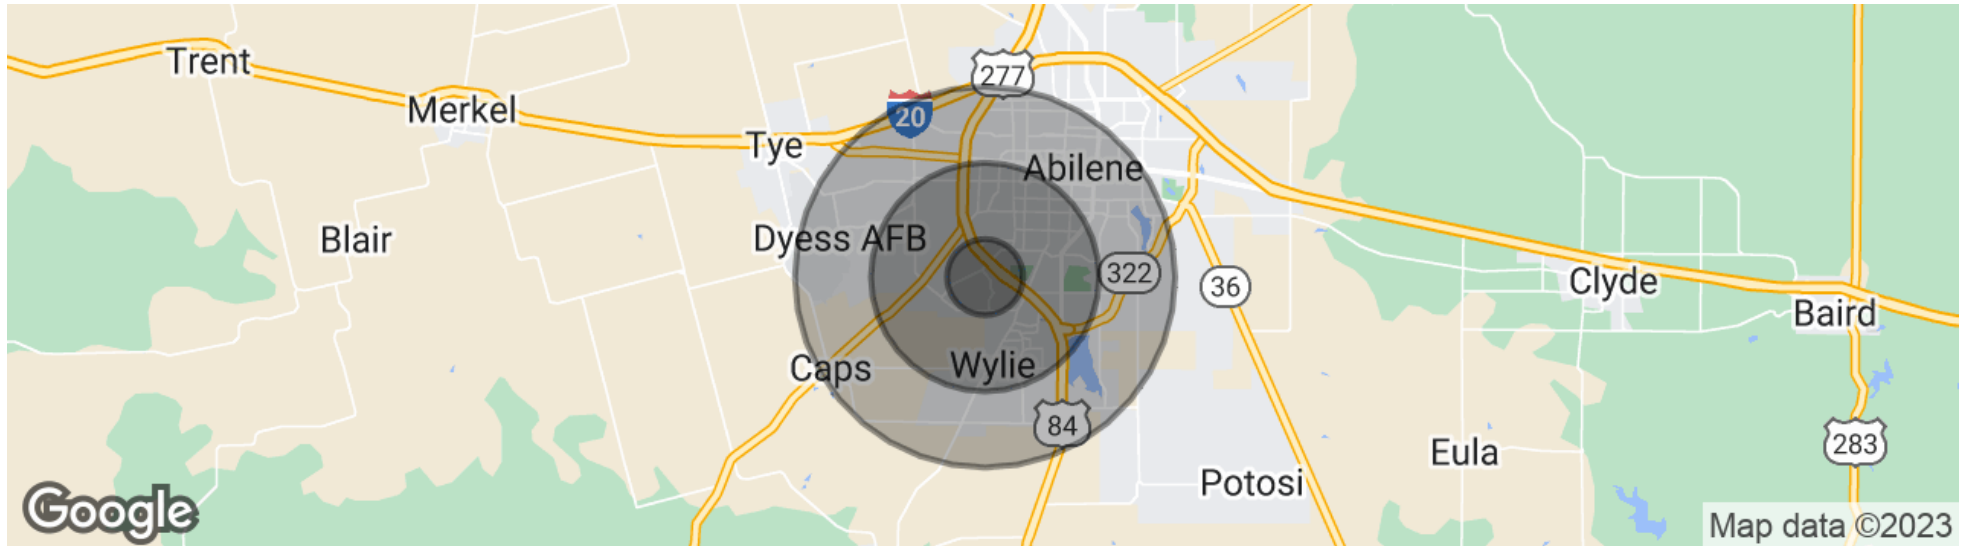 Trent
277
Merkel
20
Tye
Abilene
Blair
Dyess AFB
322
36
Clyde
Baird
Caps
Wylie
84
Eula
283
Potosi
Google
Map data ©2023